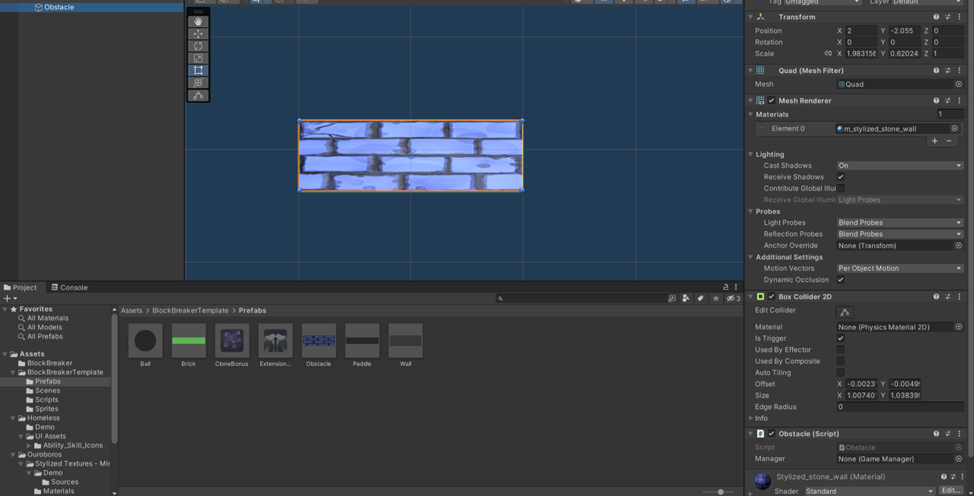 Obstacle
Tag Untagged Layer Default
Transform
Position X 2 Y -2.055 Z 0
Rotation X 0 Y 0 Z 0
Scale X 1.983156 Y 0.62024 Z 1
Quad (Mesh Filter)
Mesh Quad
Mesh Renderer
Materials 1
Element 0 m_stylized_stone_wall
Lighting
Cast Shadows On
Receive Shadows
Contribute Global Illu
Receive Global Illumi Light Probes
Probes
Light Probes Blend Probes
Reflection Probes Blend Probes
Anchor Override None (Transform)
Additional Settings
Motion Vectors Per Object Motion
Dynamic Occlusion
Box Collider 2D
Edit Collider
Material None (Physics Material 2D)
Is Trigger
Used By Effector
Used By Composite
Auto Tiling
Offset X -0.0023 Y -0.0049
Size X 1.00740 Y 1.03839
Edge Radius 0
Info
Obstacle (Script)
Script Obstacle
Manager None (Game Manager)
Stylized_stone_wall (Material)
Shader Standard Edit...
Project Console
3
Favorites
All Materials
All Models
All Prefabs
Assets
BlockBreaker
BlockBreakerTemplate
Prefabs
Scenes
Scripts
Sprites
Homeless
Demo
UI Assets
Ability_Skill_Icons
Ouroboros
Stylized Textures - Min
Demo
Sources
Materials
Assets > BlockBreakerTemplate > Prefabs
Ball Brick CloneBonus Extension... Obstacle Paddle Wall